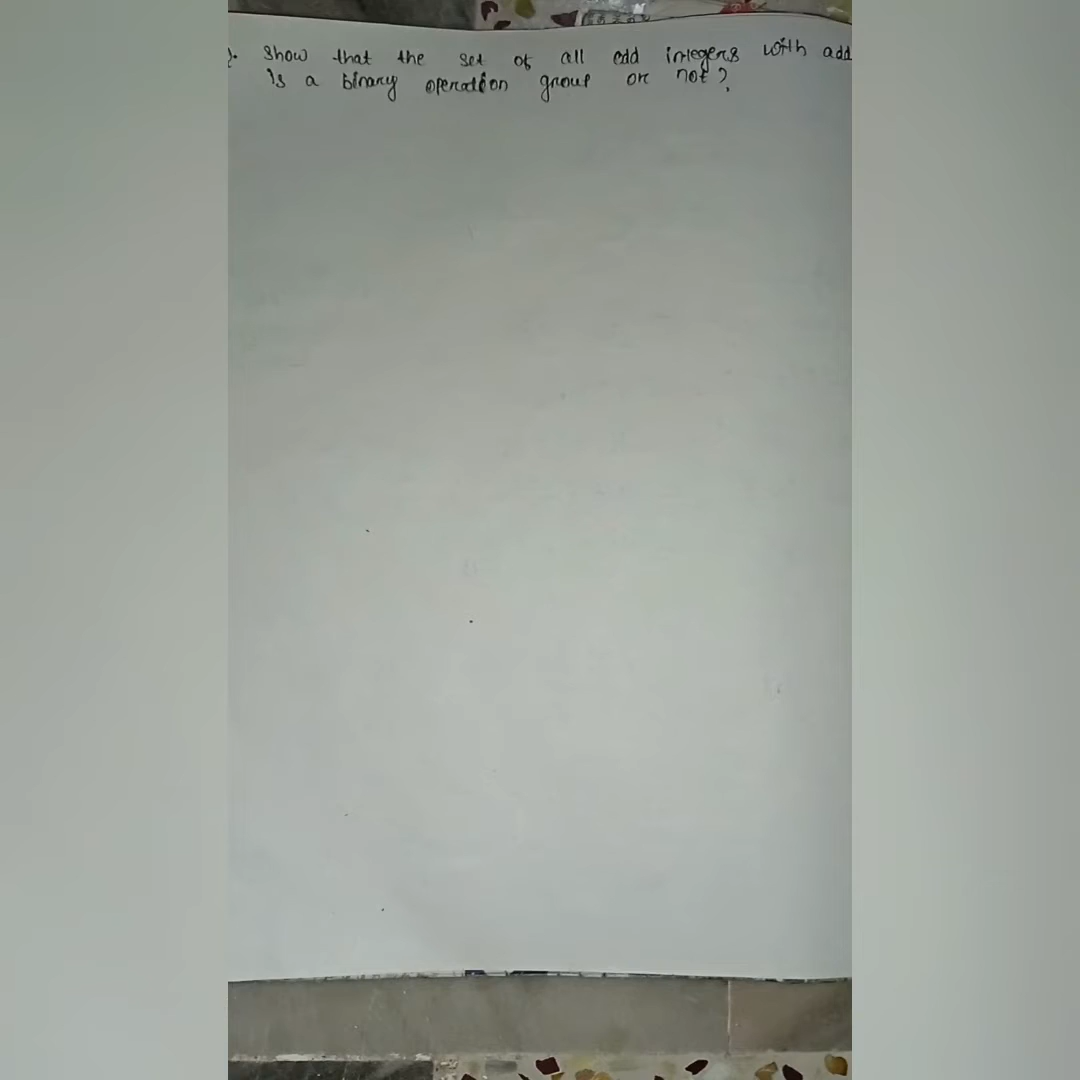 Show that the set of all odd integers with add
is a binary operation group or not?